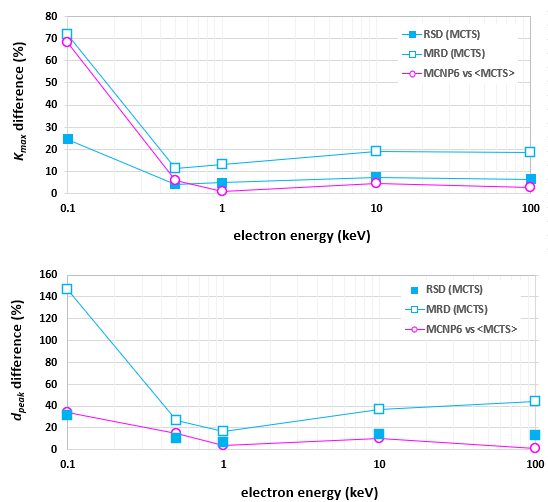 80
70
60
50
40
30
20
10
0
K max difference (%)
RSD (MCTS)
MRD (MCTS)
MCNP6 vs <MCTS>
0.1 1 10 100
electron energy (keV)
160
140
120
100
80
60
40
20
0
d peak difference (%)
RSD (MCTS)
MRD (MCTS)
MCNP6 vs <MCTS>
0.1 1 10 100
electron energy (keV)